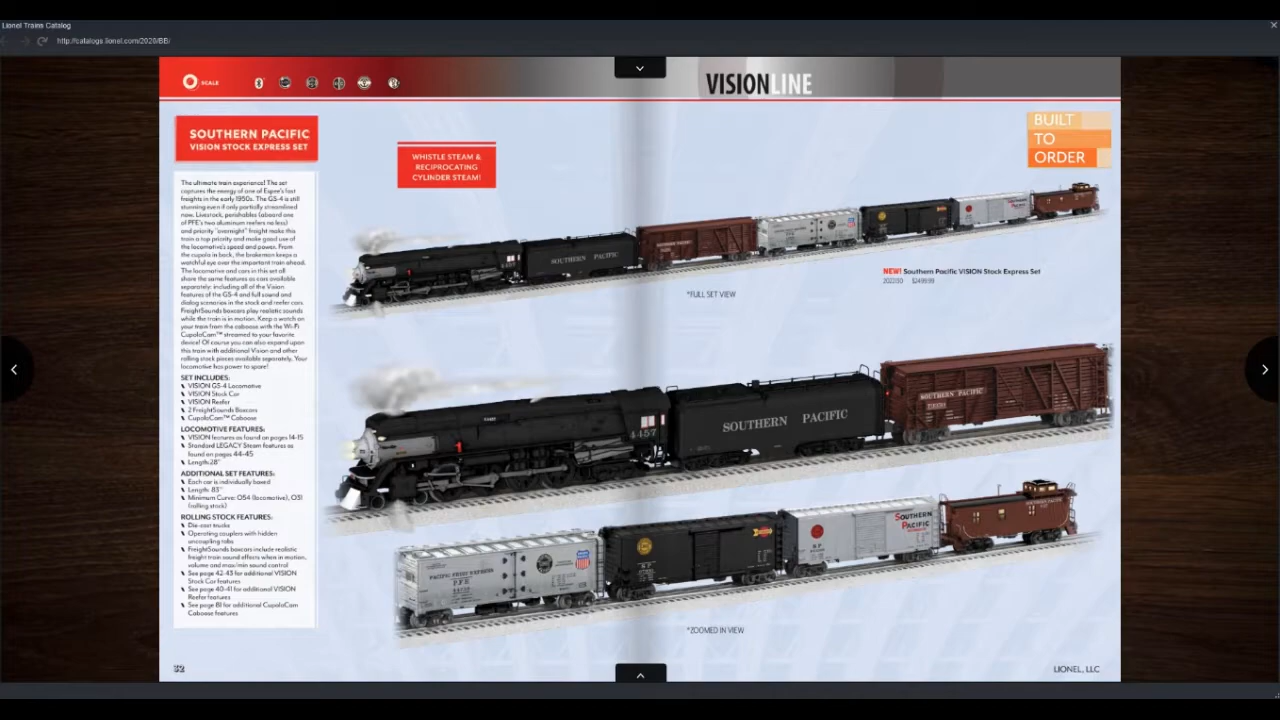 Lionel Trains Catalog
http://catalogs.lionel.com/2020/BB/
O SCALE
VISIONLINE
SOUTHERN PACIFIC
VISION STOCK EXPRESS SET
BUILT
TO
ORDER
WHISTLE STEAM &
RECIPROCATING
CYLINDER STEAM!
The ultimate train experience! The set
captures the energy of one of Espee's fast
freights in the early 1950s. The GS-4 is still
stunning even if only partially streamlined
now. Livestock, perishables (aboard one
of PFE's two aluminum reefers no less)
and priority "overnight" freight make this
train a top priority and make good use of
the locomotive's speed and power. From
the cupola in back, the brakeman keeps a
watchful eye over the important train ahead.
The locomotive and cars in this set all
share the same features as cars available
separately: including all of the Vision
features of the GS-4 and full sound and
dialog scenarios in the stock and reefer cars.
FreightSounds boxcars play realistic sounds
while the train is in motion. Keep a watch on
your train from the caboose with the Wi-Fi
CupolaCam™ streamed to your favorite
device! Of course you can also expand upon
this train with additional Vision and other
rolling stock pieces available separately. Your
locomotive has power to spare!
SET INCLUDES:
VISION GS-4 Locomotive
VISION Stock Car
VISION Reefer
2 FreightSounds Boxcars
CupolaCam™ Caboose
LOCOMOTIVE FEATURES:
VISION features as found on pages 14-15
Standard LEGACY Steam features as
found on pages 44-45
Length: 28"
ADDITIONAL SET FEATURES:
Each car is individually boxed
Length: 83"
Minimum Curve: O54 (locomotive), O31
(rolling stock)
ROLLING STOCK FEATURES:
Die-cast trucks
Operating couplers with hidden
uncoupling tabs
FreightSounds boxcars include realistic
freight train sound effects when in motion,
volume and max/min sound control
See page 42-43 for additional VISION
Stock Car features
See page 40-41 for additional VISION
Reefer features
See page 81 for additional CupolaCam
Caboose features
SOUTHERN PACIFIC
*FULL SET VIEW
NEW! Southern Pacific VISION Stock Express Set
2022130 $2499.99
4457
SOUTHERN PACIFIC
SOUTHERN PACIFIC
PACIFIC FRUIT EXPRESS
P.F.E.
SOUTHERN
PACIFIC
*ZOOMED IN VIEW
32
LIONEL, LLC